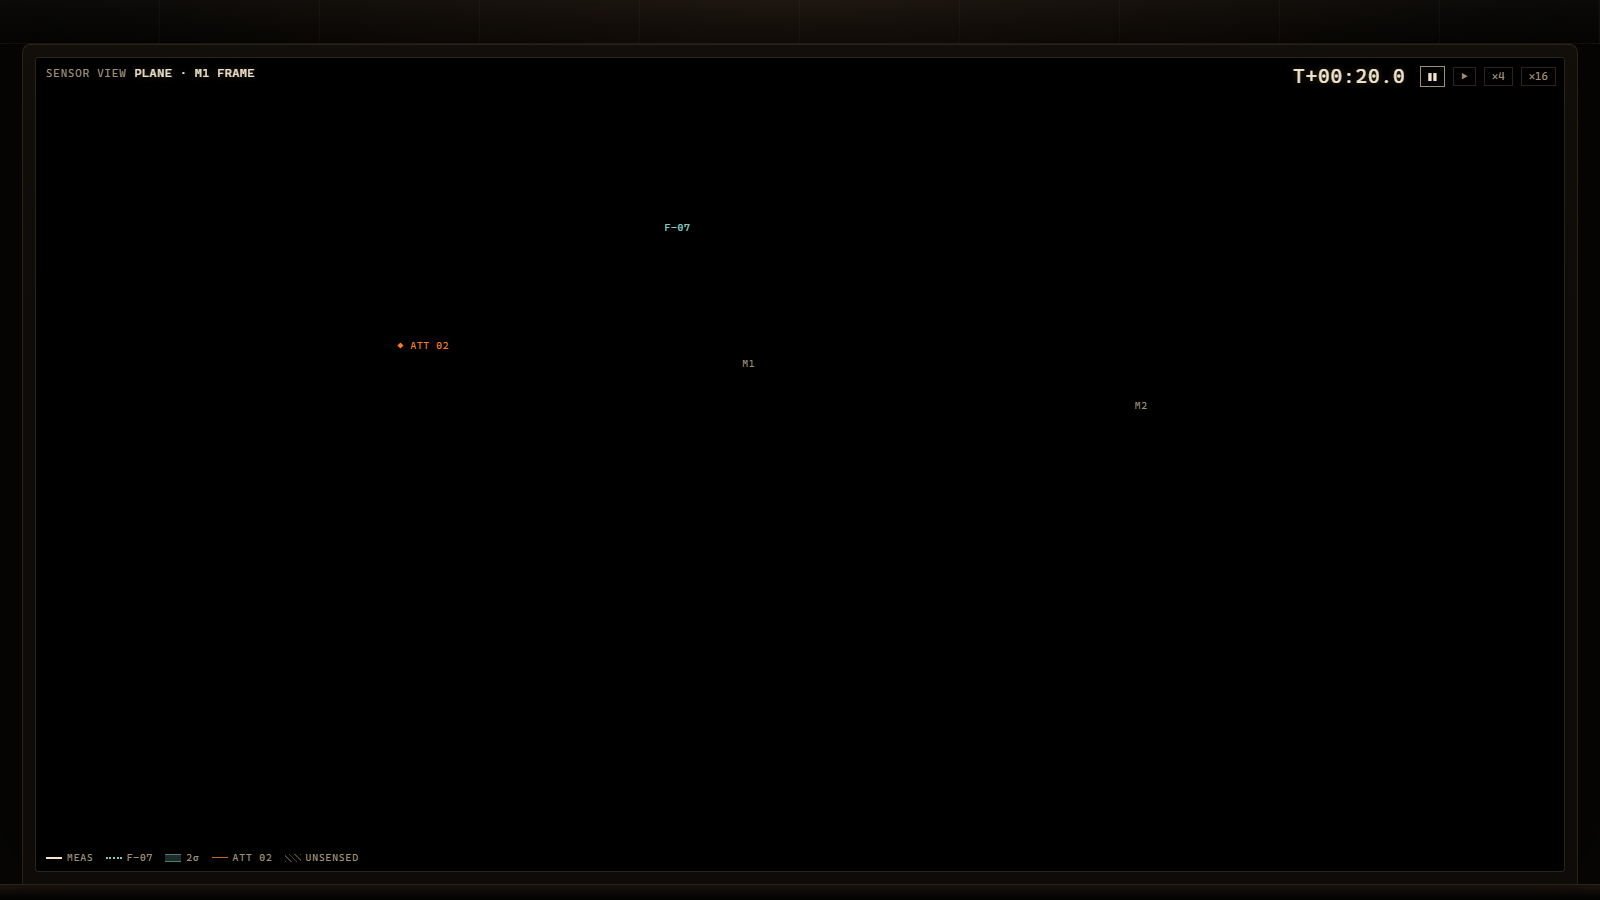 SENSOR VIEW PLANE · M1 FRAME
T+00:20.0 ▮▮ ▶ ×4 ×16
F−07
◆ ATT 02
M1
M2
MEAS F−07 2σ ATT 02 UNSENSED